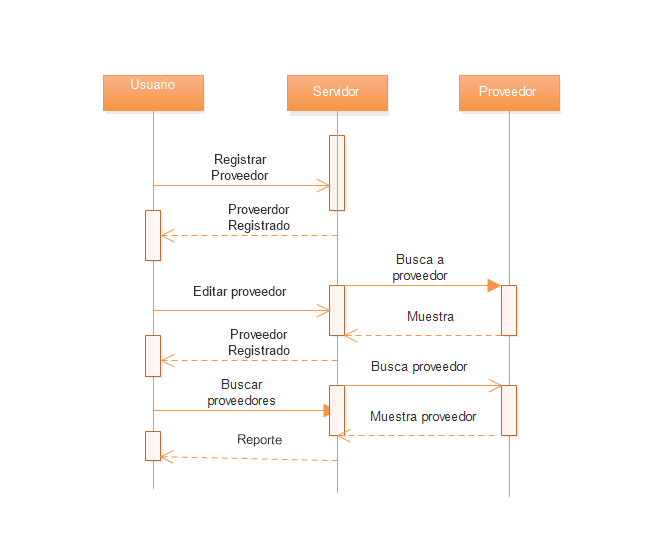 Usuario
Servidor
Proveedor
Registrar
Proveedor
Proveerdor
Registrado
Busca a
proveedor
Editar proveedor
Muestra
Proveedor
Registrado
Busca proveedor
Buscar
proveedores
Muestra proveedor
Reporte